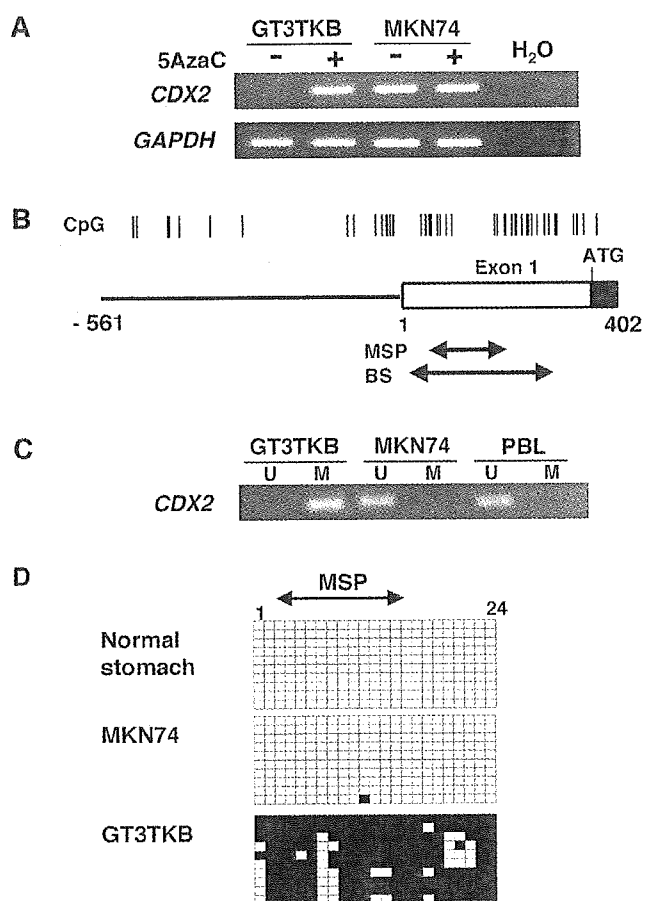 A
GT3TKB MKN74
5AzaC - + - + H₂O
CDX2
GAPDH
B
CpG
ATG
Exon 1
- 561 1 402
MSP
BS
C
GT3TKB MKN74 PBL
U M U M U M
CDX2
D
MSP
1 24
Normal
stomach
MKN74
GT3TKB